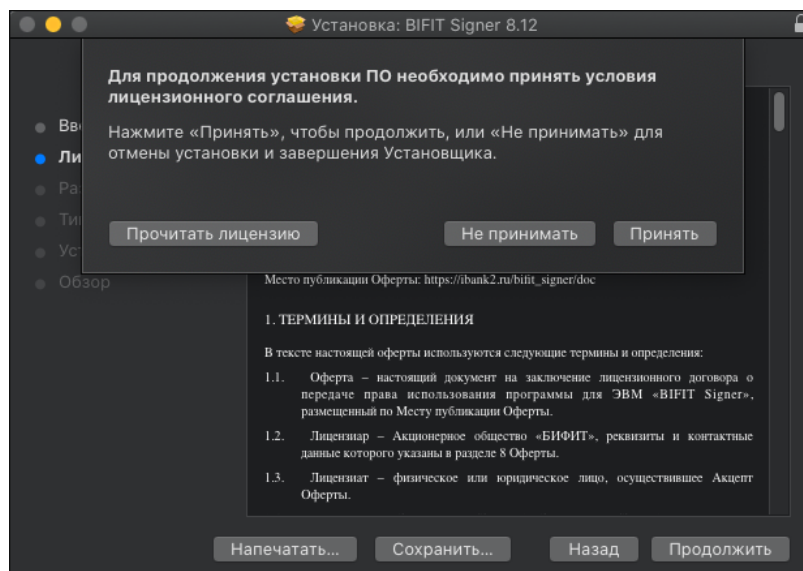 Установка: BIFIT Signer 8.12
Для продолжения установки ПО необходимо принять условия
лицензионного соглашения.
Нажмите «Принять», чтобы продолжить, или «Не принимать» для
отмены установки и завершения Установщика.
Прочитать лицензию
Не принимать
Принять
Обзор
Место публикации Оферты: https://ibank2.ru/bifit_signer/doc
1. ТЕРМИНЫ И ОПРЕДЕЛЕНИЯ
В тексте настоящей оферты используются следующие термины и определения:
1.1. Оферта – настоящий документ на заключение лицензионного договора о
передаче права использования программы для ЭВМ «BIFIT Signer»,
размещенный по Месту публикации Оферты.
1.2. Лицензиар – Акционерное общество «БИФИТ», реквизиты и контактные
данные которого указаны в разделе 8 Оферты.
1.3. Лицензиат – физическое или юридическое лицо, осуществившее Акцепт
Оферты.
Напечатать...
Сохранить...
Назад
Продолжить